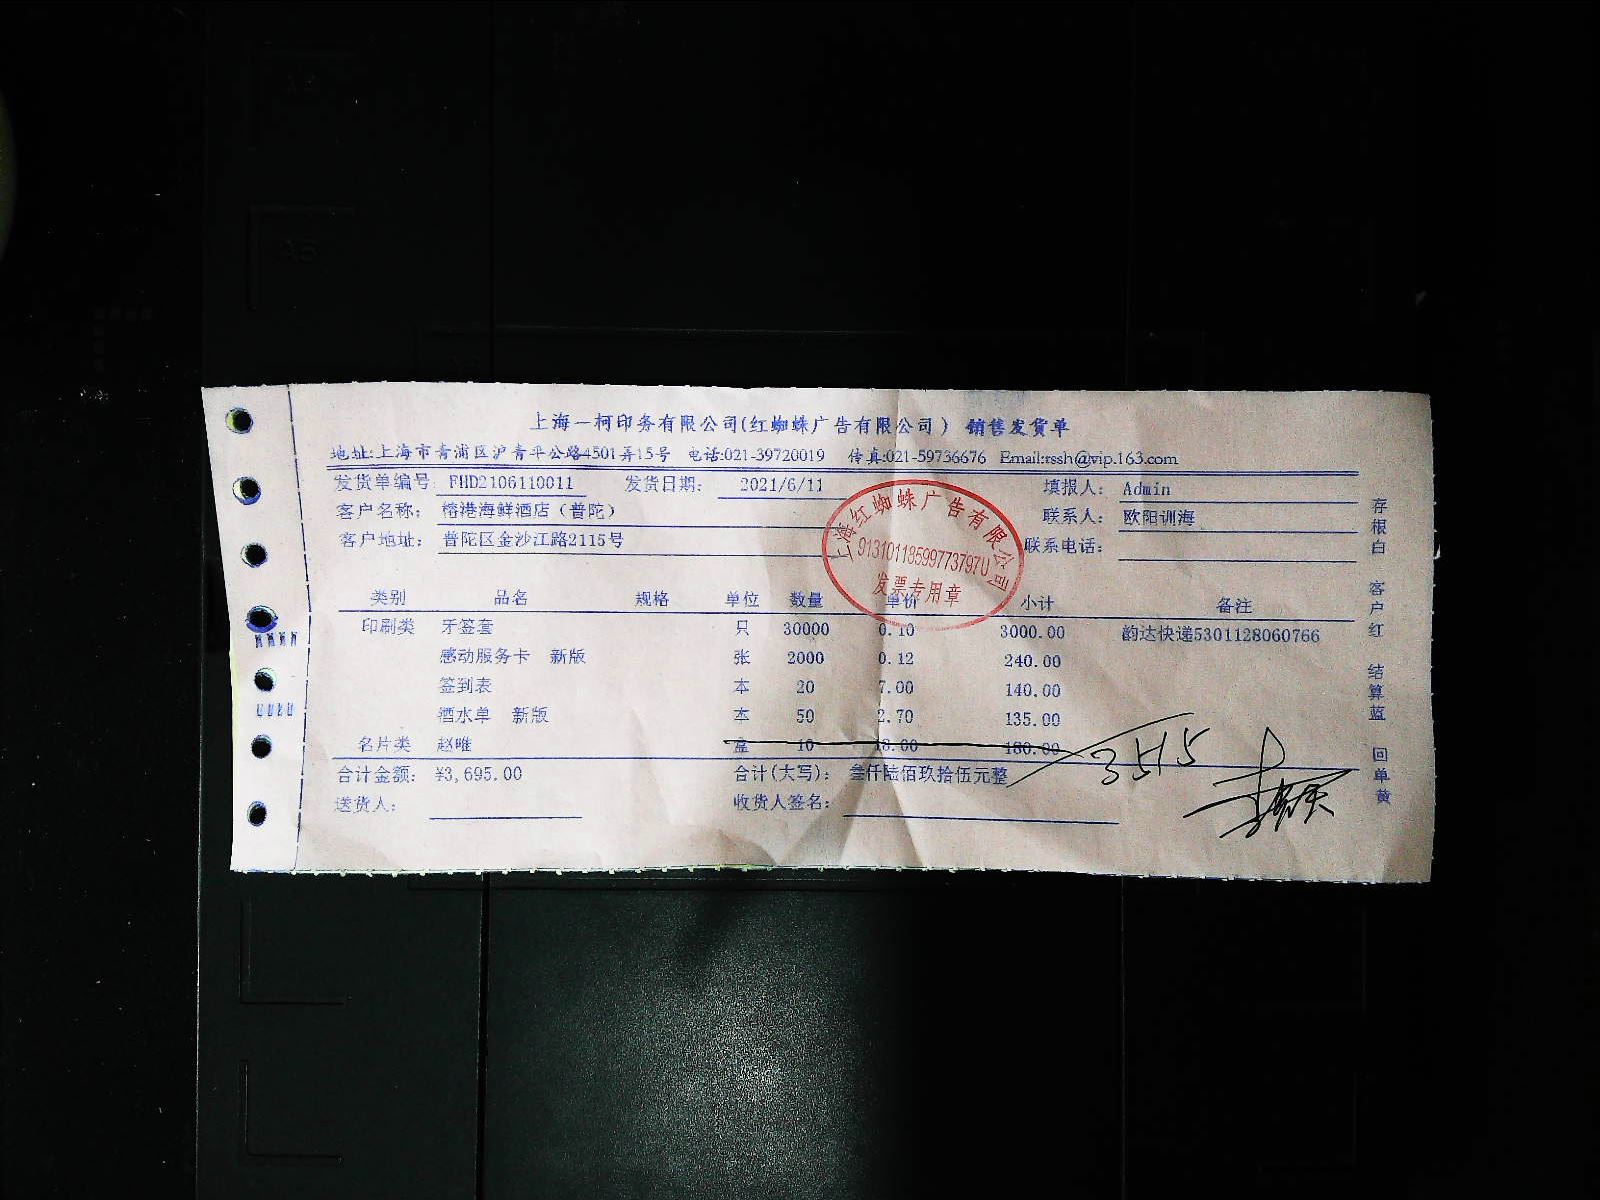 上海一柯印务有限公司(红蜘蛛广告有限公司) 销售发货单
地址:上海市青浦区沪青平公路4501弄15号 电话:021-39720019 传真:021-59736676 Email:rssh@vip.163.com
发货单编号 FHD2106110011 发货日期: 2021/6/11 填报人: Admin
客户名称: 榕港海鲜酒店（普陀） 联系人: 欧阳训海
客户地址: 普陀区金沙江路2115号 联系电话:
上海红蜘蛛广告有限公司
91310118599773797U
发票专用章
类别 品名 规格 单位 数量 单价 小计 备注
印刷类 牙签套 只 30000 0.10 3000.00 韵达快递5301128060766
感动服务卡 新版 张 2000 0.12 240.00
签到表 本 20 7.00 140.00
酒水单 新版 本 50 2.70 135.00
名片类 赵唯 盒 10 18.00 180.00
3515
合计金额: ¥3,695.00 合计(大写): 叁仟陆佰玖拾伍元整
送货人: 收货人签名:
存根白 客户红 结算蓝 回单黄